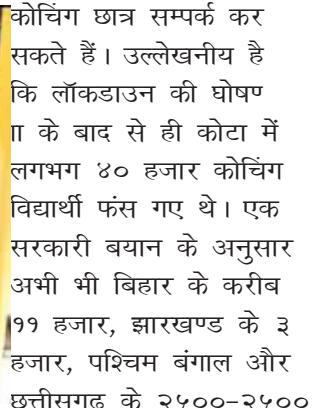 कोचिंग छात्र सम्पर्क कर
सकते हैं। उल्लेखनीय है
कि लॉकडाउन की घोषण
ा के बाद से ही कोटा में
लगभग ४० हजार कोचिंग
विद्यार्थी फंस गए थे। एक
सरकारी बयान के अनुसार
अभी भी बिहार के करीब
११ हजार, झारखण्ड के ३
हजार, पश्चिम बंगाल और
छत्तीसगढ़ के २५००-२५००